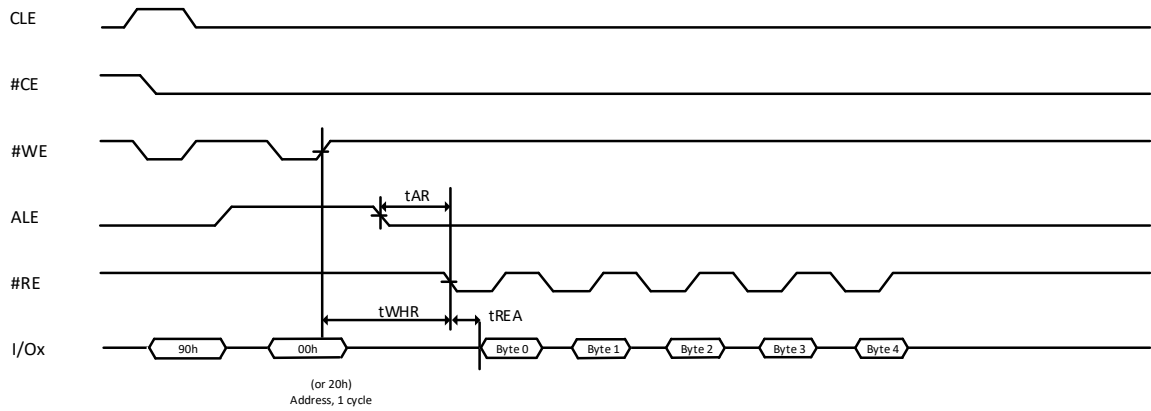 CLE
#CE
#WE
tAR
ALE
#RE
tWHR
tREA
I/Ox
90h
00h
Byte 0
Byte 1
Byte 2
Byte 3
Byte 4
(or 20h)
Address, 1 cycle